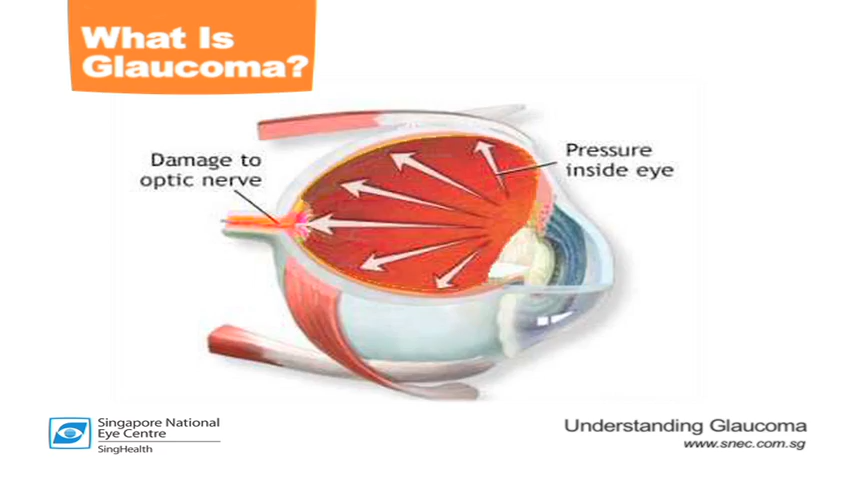 What Is
Glaucoma?
Damage to
optic nerve
Pressure
inside eye
Singapore National
Eye Centre
SingHealth
Understanding Glaucoma
www.snec.com.sg